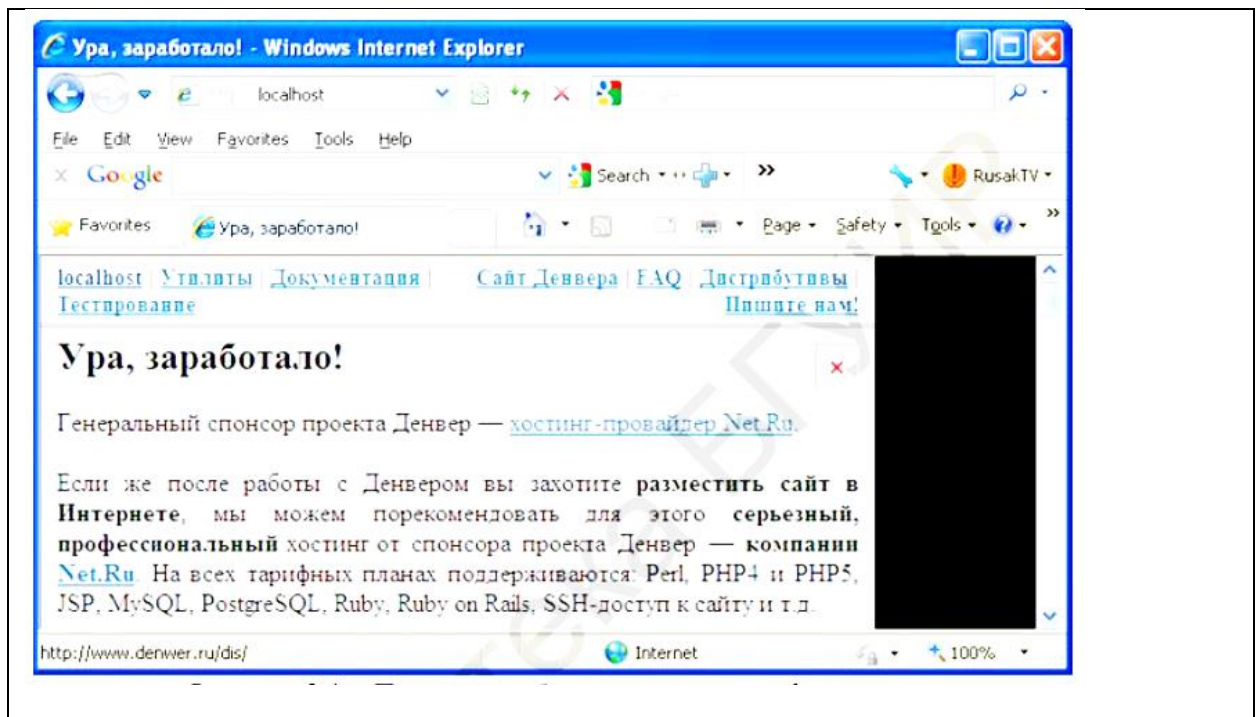 Ура, заработало! - Windows Internet Explorer
localhost
File Edit View Favorites Tools Help
x Google Search RusakTV
Favorites Ура, заработало! Page Safety Tools
localhost | Утилиты | Документация | Сайт Денвера | FAQ | Дистрибутивы |
Тестирование Пишите нам!
Ура, заработало!
Генеральный спонсор проекта Денвер — хостинг-провайдер Net.Ru.
Если же после работы с Денвером вы захотите разместить сайт в
Интернете, мы можем порекомендовать для этого серьезный,
профессиональный хостинг от спонсора проекта Денвер — компании
Net.Ru. На всех тарифных планах поддерживаются: Perl, PHP4 и PHP5,
JSP, MySQL, PostgreSQL, Ruby, Ruby on Rails, SSH-доступ к сайту и т.д.
http://www.denwer.ru/dis/ Internet 100%